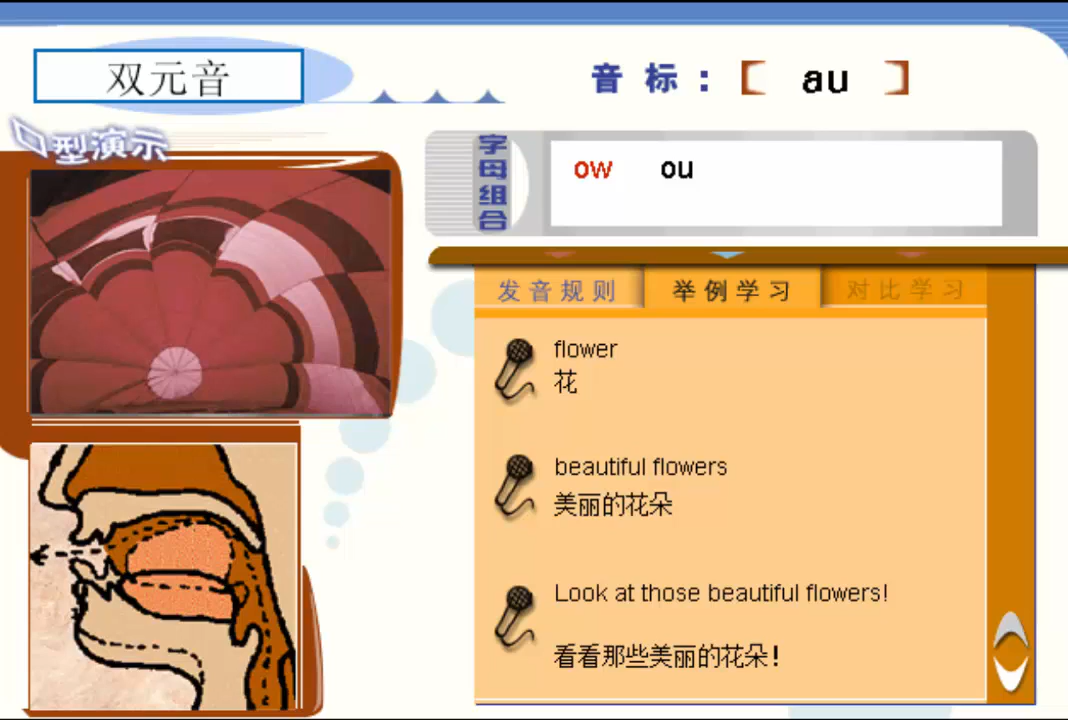 双元音
音标：[ au ]
口型演示
字母组合
ow ou
发音规则 举例学习 对比学习
flower
花
beautiful flowers
美丽的花朵
Look at those beautiful flowers!
看看那些美丽的花朵!